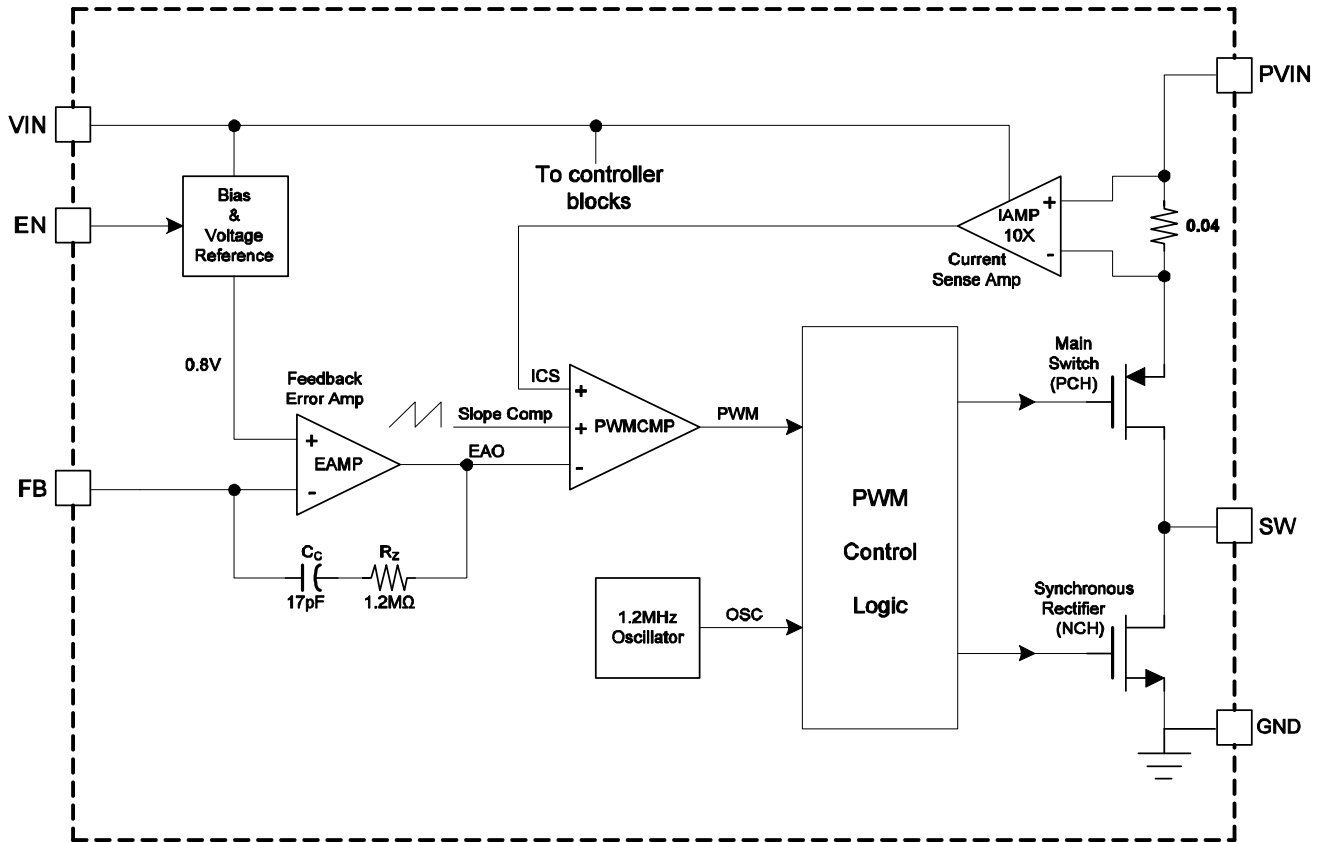 PVIN
VIN
To controller
blocks
Bias
&
Voltage
Reference
EN
+
IAMP
10X
-
0.04
Current
Sense Amp
Main
Switch
(PCH)
0.8V
Feedback
Error Amp
ICS
+
Slope Comp
+
PWMCMP
PWM
+
EAMP
-
EAO
-
FB
PWM
Control
Logic
SW
CC
RZ
17pF
1.2MΩ
1.2MHz
Oscillator
OSC
Synchronous
Rectifier
(NCH)
GND